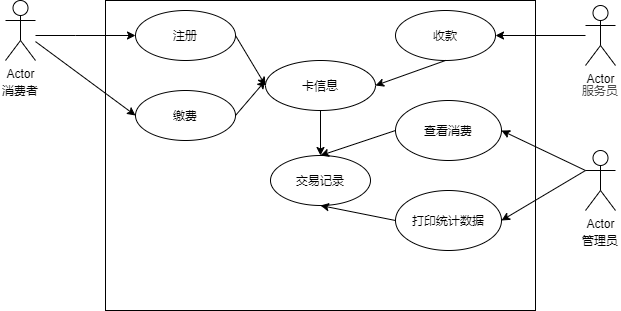 注册
收款
Actor
消费者
Actor
服务员
卡信息
缴费
查看消费
交易记录
打印统计数据
Actor
管理员